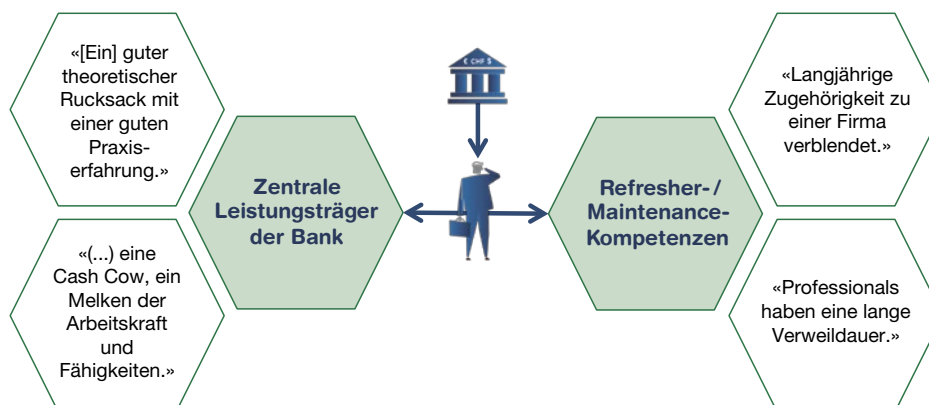 «[Ein] guter
theoretischer
Rucksack mit
einer guten
Praxis-
erfahrung.»
«(...) eine
Cash Cow, ein
Melken der
Arbeitskraft
und
Fähigkeiten.»
Zentrale
Leistungsträger
der Bank
€ CHF $
Refresher- /
Maintenance-
Kompetenzen
«Langjährige
Zugehörigkeit zu
einer Firma
verblendet.»
«Professionals
haben eine lange
Verweildauer.»